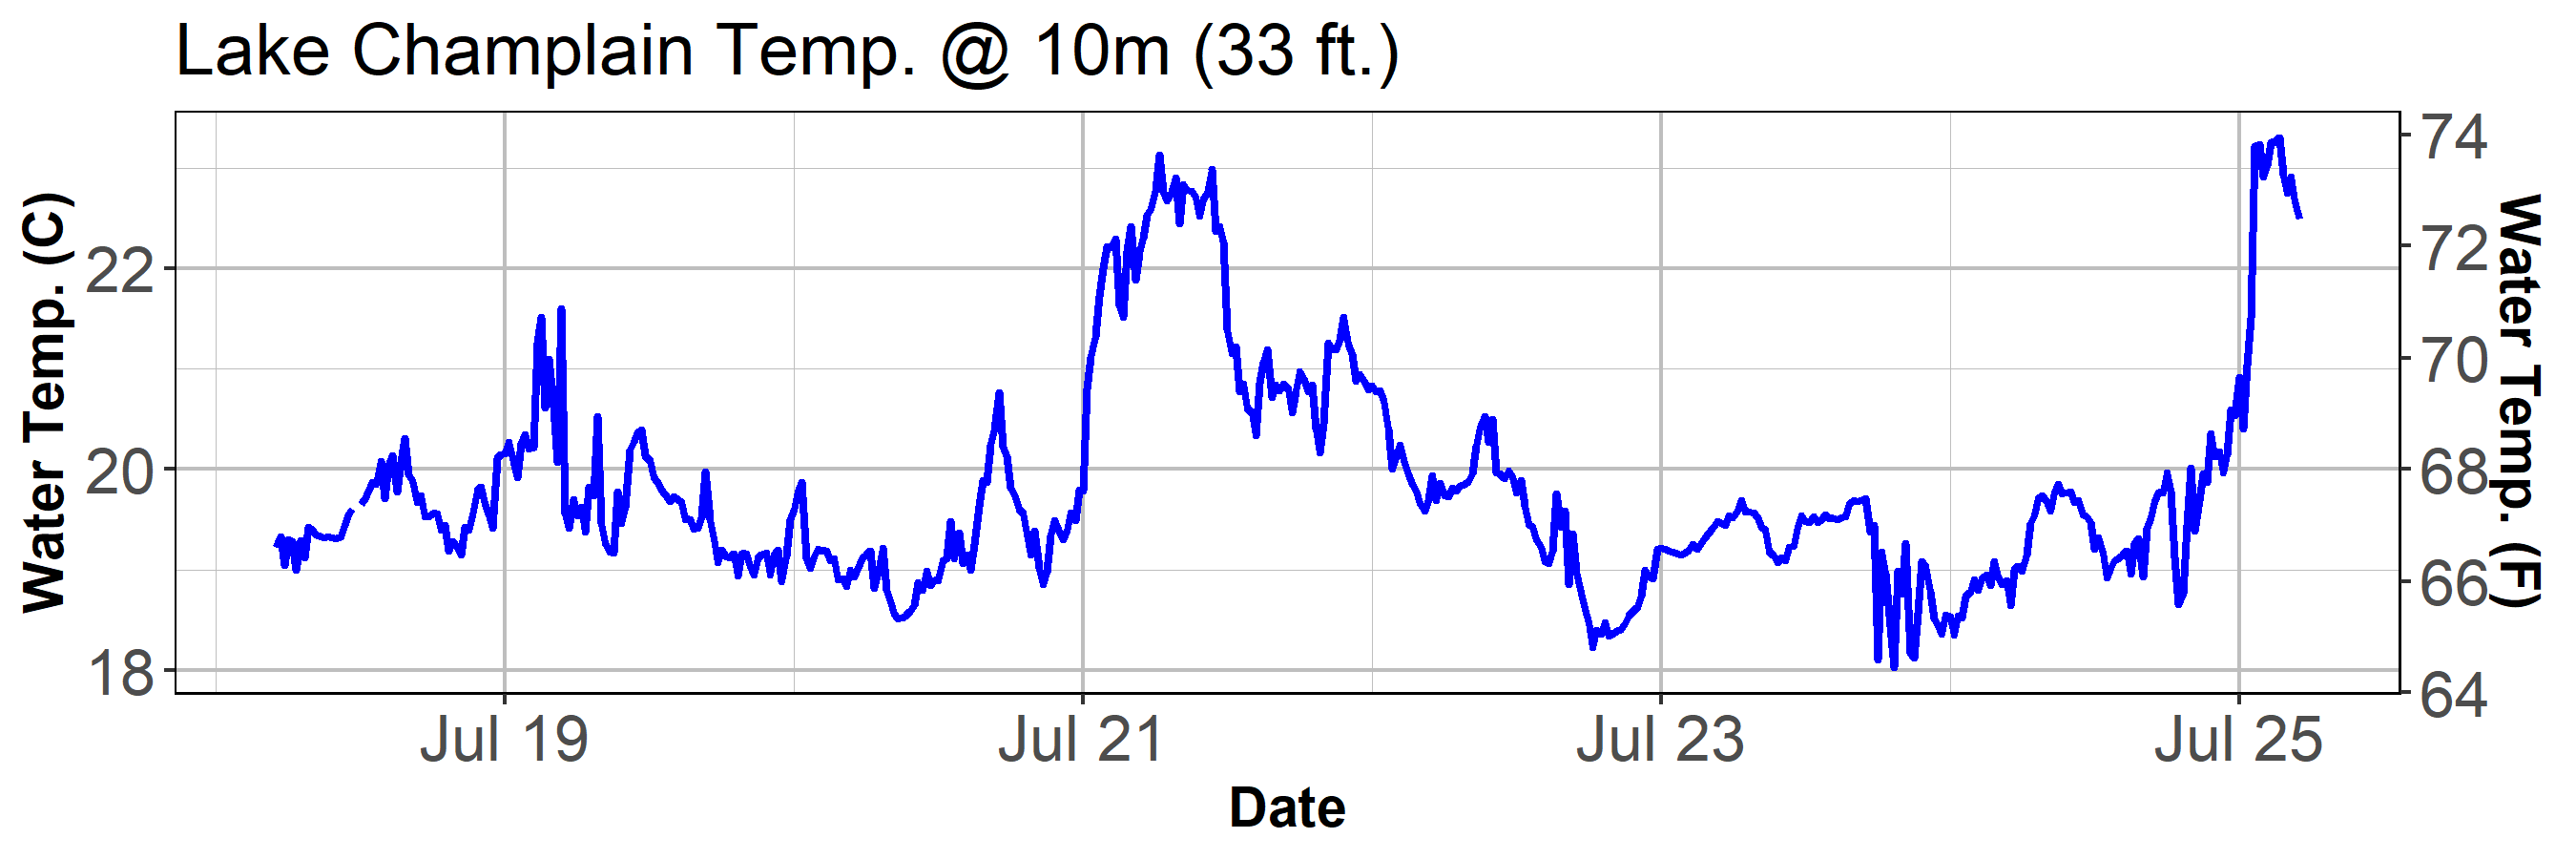 Lake Champlain Temp. @ 10m (33 ft.)
Water Temp. (C)
22
20
18
74
72
70
68
66
64
Water Temp. (F)
Jul 19
Jul 21
Jul 23
Jul 25
Date